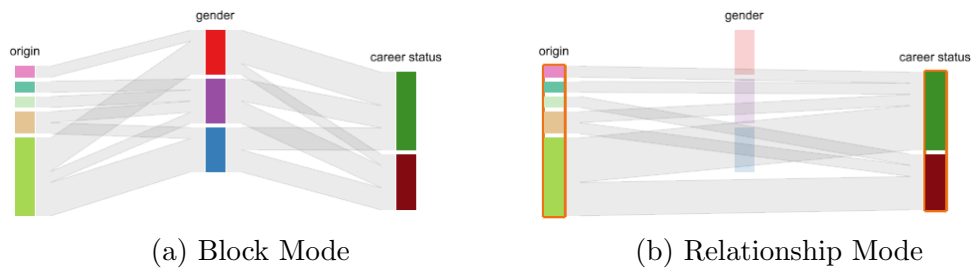 gender
origin
career status
gender
origin
career status
(a) Block Mode
(b) Relationship Mode